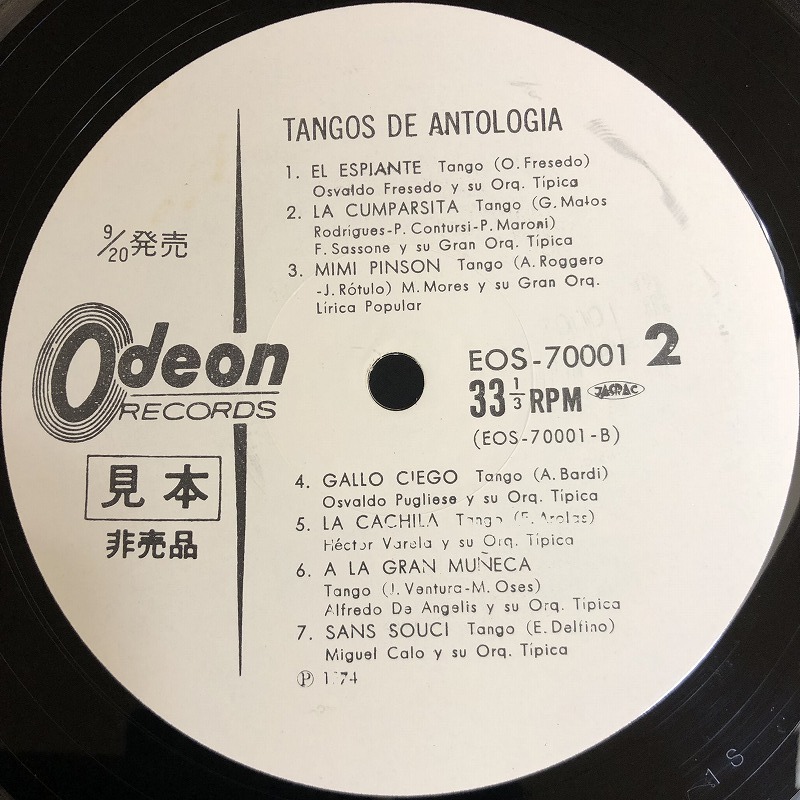 TANGOS DE ANTOLOGIA
1. EL ESPIANTE Tango (O. Fresedo)
Osvaldo Fresedo y su Orq. Típica
2. LA CUMPARSITA Tango (G. Matos
Rodrigues-P. Contursi-P. Maroni)
F. Sassone y su Gran Orq. Típica
3. MIMI PINSON Tango (A. Roggero
-J. Rótulo) M. Mores y su Gran Orq.
Lírica Popular
9/20発売
Odeon
RECORDS
EOS-70001 2
33 1/3 RPM JASRAC
(EOS-70001-B)
見本
非売品
4. GALLO CIEGO Tango (A. Bardi)
Osvaldo Pugliese y su Orq. Típica
5. LA CACHILA Tango (E. Arolas)
Héctor Varela y su Orq. Típica
6. A LA GRAN MUÑECA
Tango (J. Ventura-M. Oses)
Alfredo De Angelis y su Orq. Típica
7. SANS SOUCI Tango (E. Delfino)
Miguel Calo y su Orq. Típica
Ⓟ 1974
1S